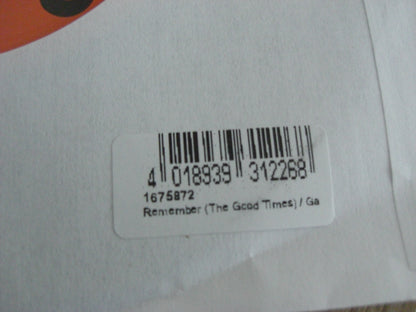 4 018939 312268
1675872
Remember (The Good Times) / Ga